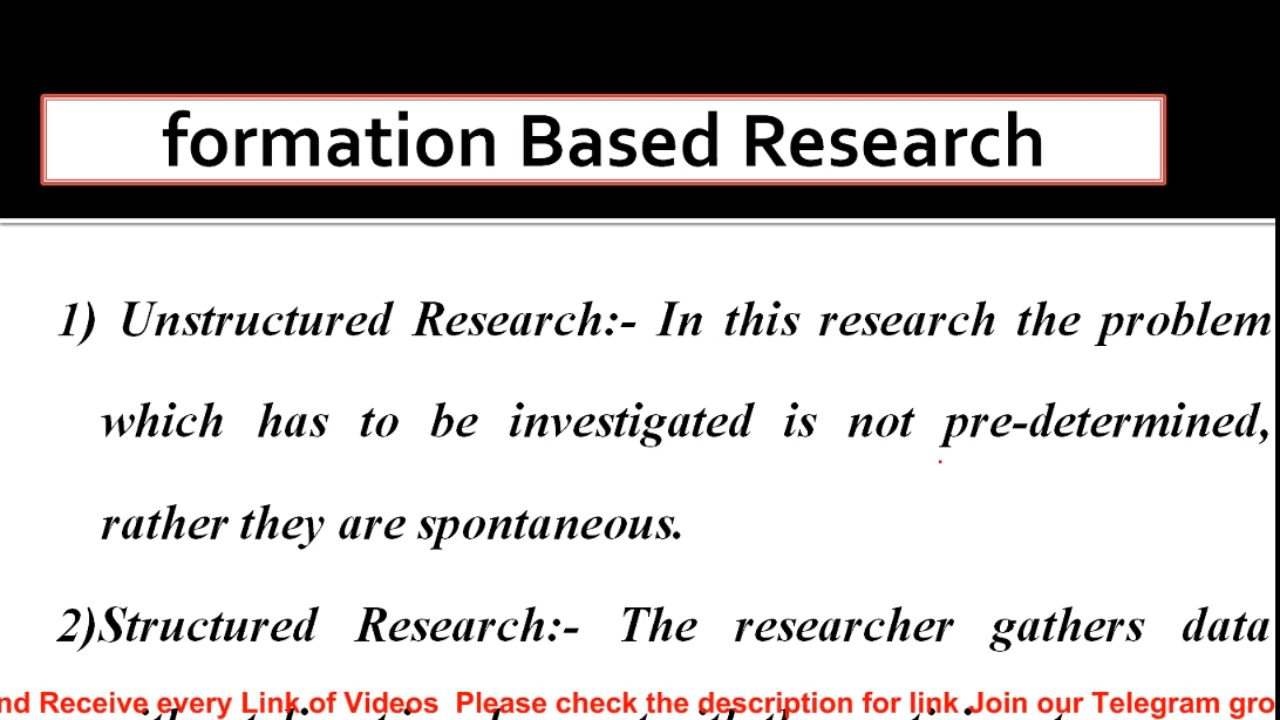 formation Based Research
1) Unstructured Research:- In this research the problem
which has to be investigated is not pre-determined,
rather they are spontaneous.
2)Structured Research:- The researcher gathers data
nd Receive every Link of Videos Please check the description for link Join our Telegram gro